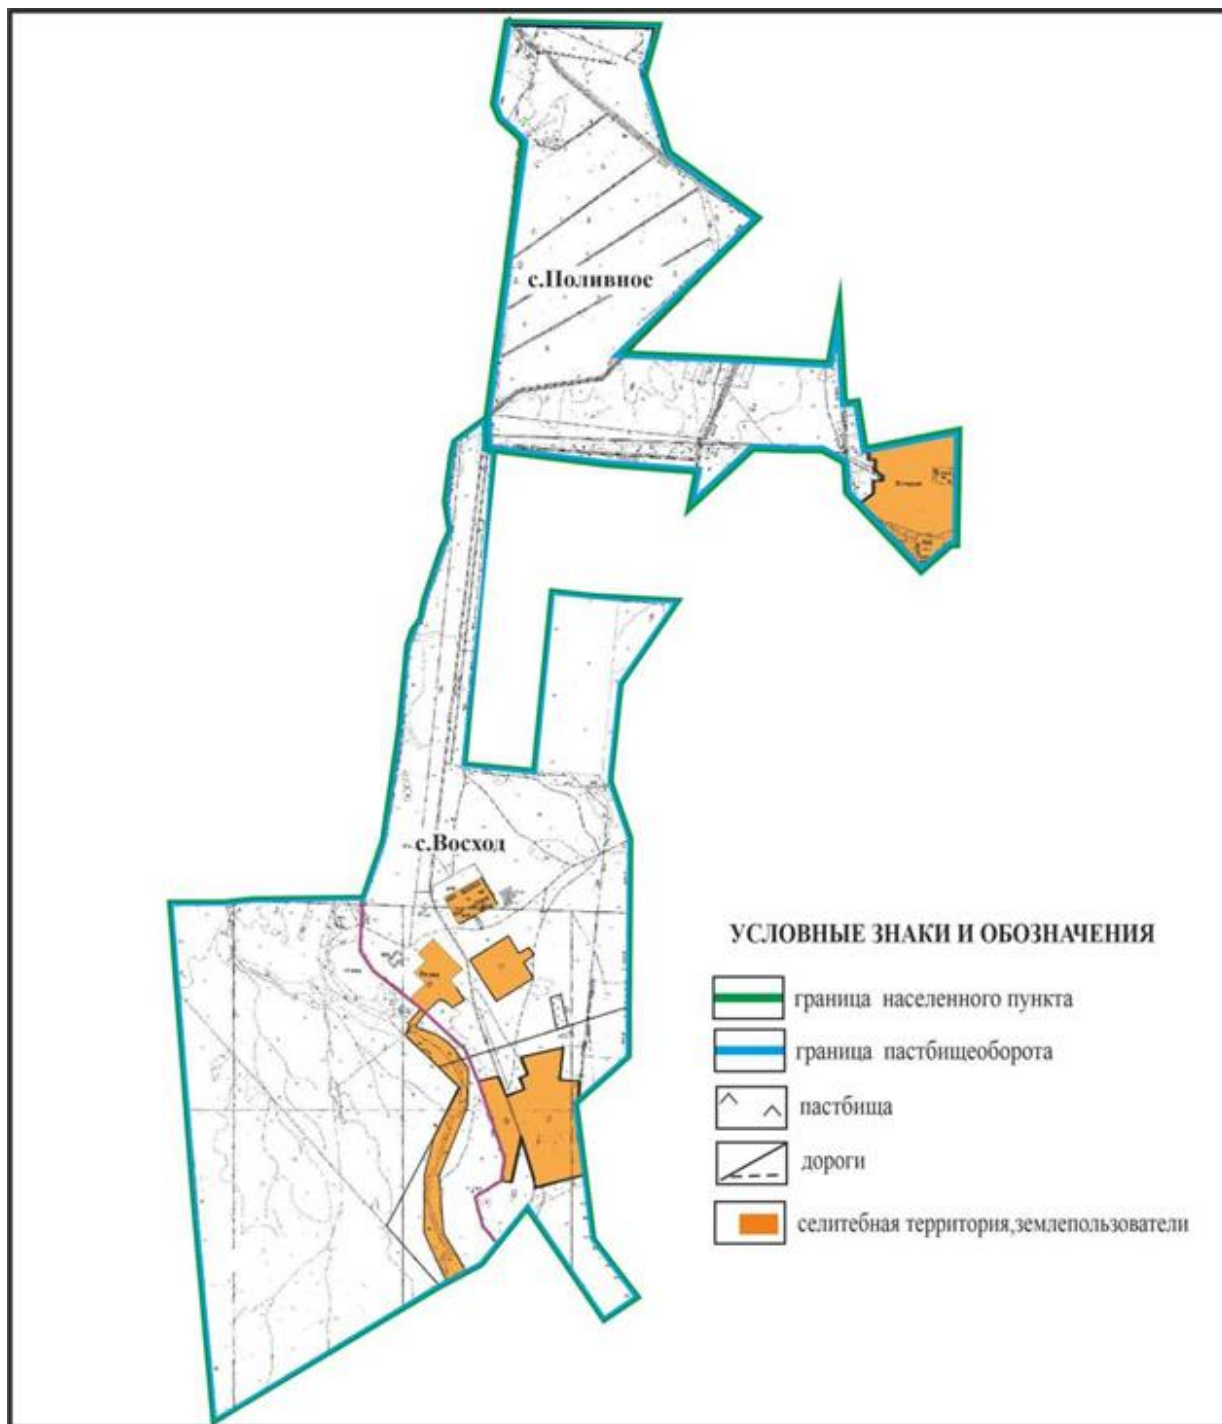 с.Поливное
с.Восход
УСЛОВНЫЕ ЗНАКИ И ОБОЗНАЧЕНИЯ
граница населенного пункта
граница пастбищеоборота
пастбища
дороги
селитебная территория,землепользователи